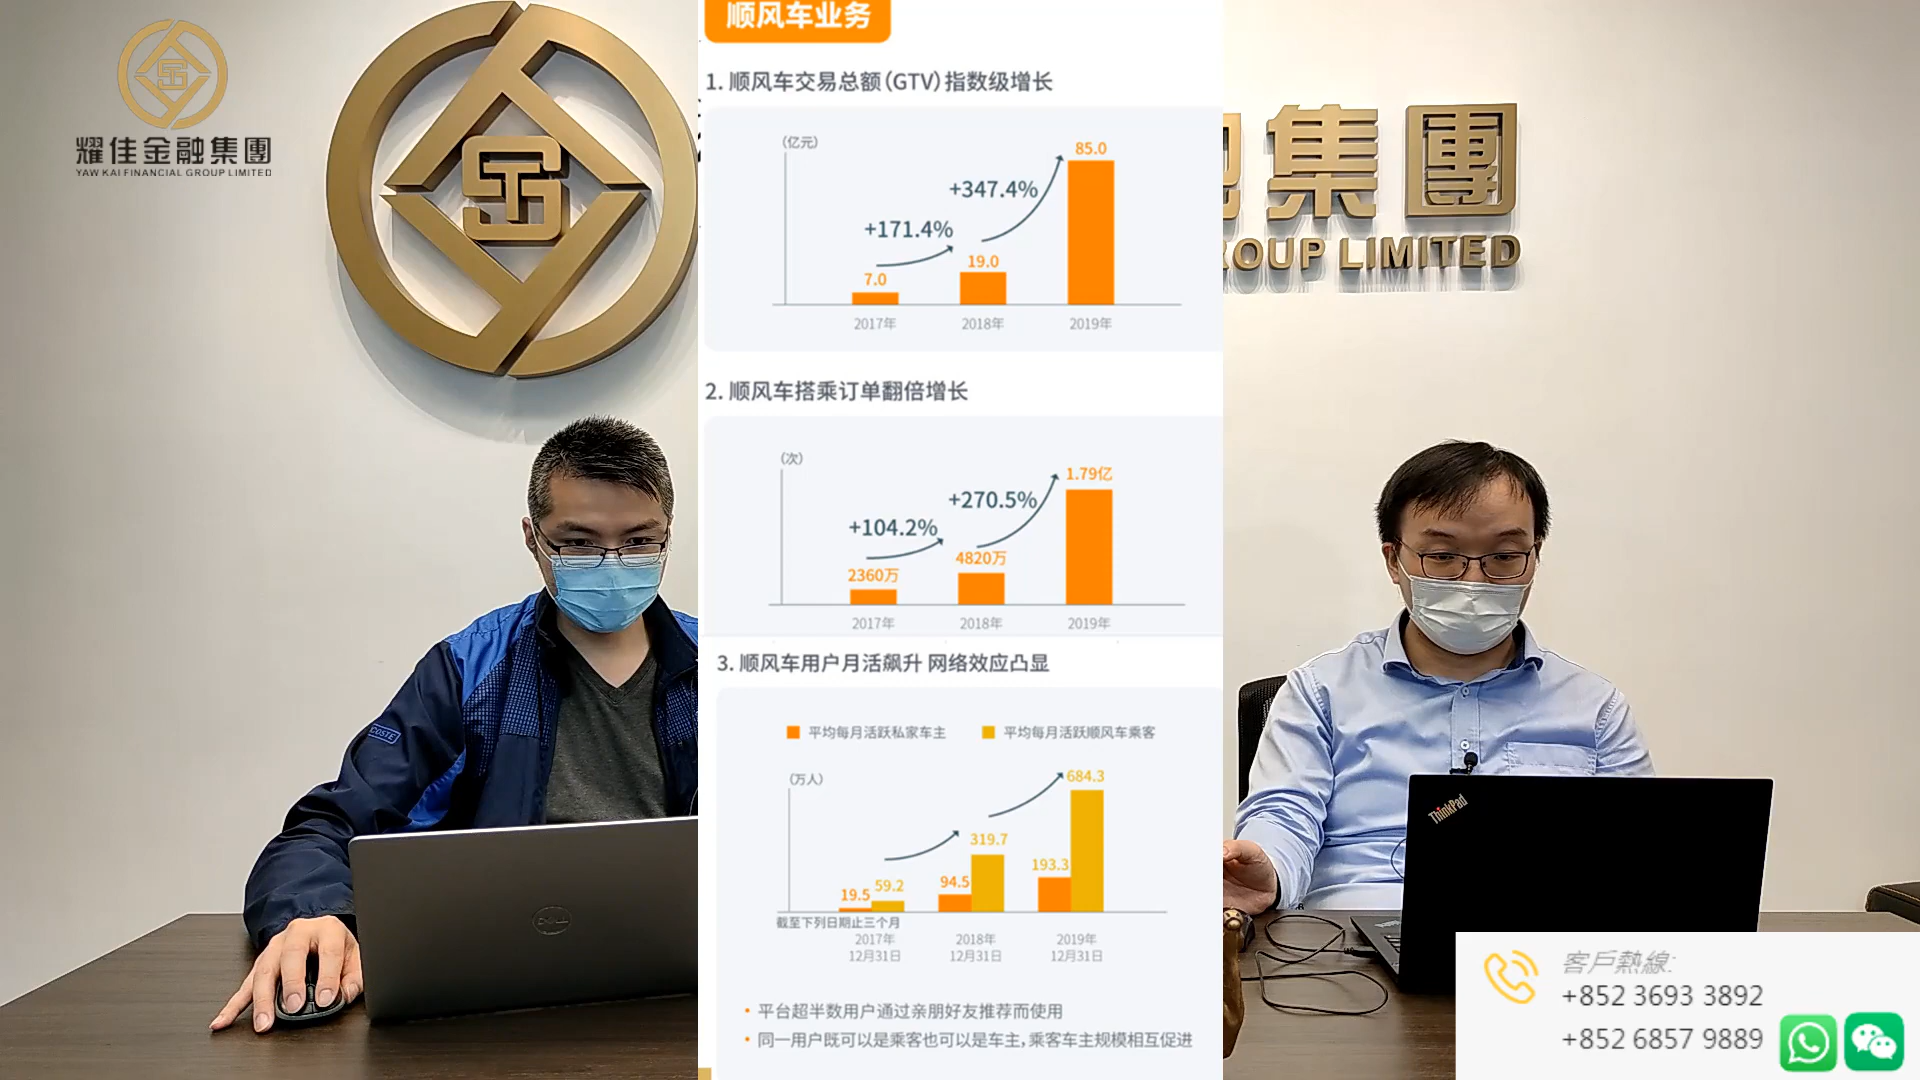 耀佳金融集團
YAW KAI FINANCIAL GROUP LIMITED
集團
ROUP LIMITED
顺风车业务
1. 顺风车交易总额(GTV)指数级增长
(亿元)
85.0
+347.4%
+171.4%
19.0
7.0
2017年
2018年
2019年
2. 顺风车搭乘订单翻倍增长
(次)
1.79亿
+270.5%
+104.2%
4820万
2360万
2017年
2018年
2019年
3. 顺风车用户月活飙升 网络效应凸显
平均每月活跃私家车主
平均每月活跃顺风车乘客
(万人)
684.3
319.7
193.3
94.5
59.2
19.5
截至下列日期止三个月
2017年
12月31日
2018年
12月31日
2019年
12月31日
• 平台超半数用户通过亲朋好友推荐而使用
• 同一用户既可以是乘客也可以是车主,乘客车主规模相互促进
COSTE
DELL
ThinkPad
客戶熱線:
+852 3693 3892
+852 6857 9889